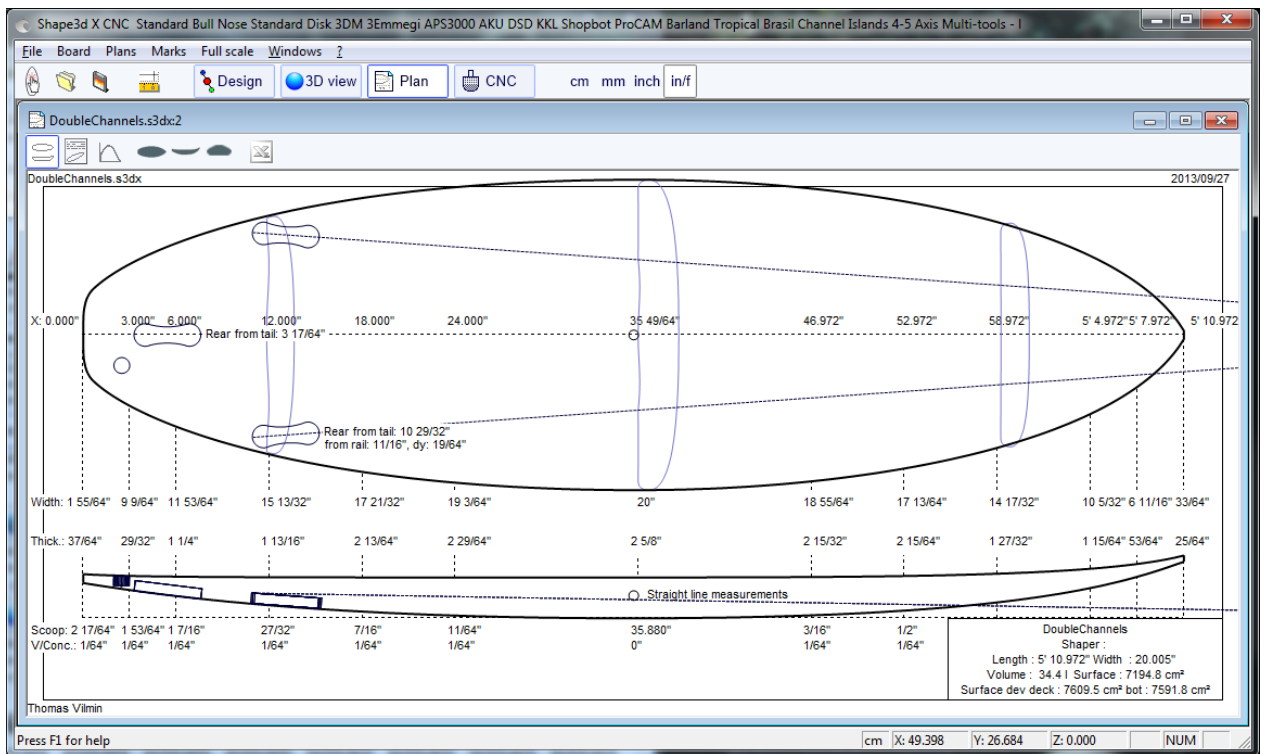 Shape3d X CNC Standard Bull Nose Standard Disk 3DM 3Emmegi APS3000 AKU DSD KKL Shopbot ProCAM Barland Tropical Brasil Channel Islands 4-5 Axis Multi-tools - I
File Board Plans Marks Full scale Windows ?
Design 3D view Plan CNC cm mm inch in/f
DoubleChannels.s3dx:2
DoubleChannels.s3dx 2013/09/27
X: 0.000" 3.000" 6.000" 12.000" 18.000" 24.000" 35 49/64" 46.972" 52.972" 58.972" 5' 4.972" 5' 7.972" 5' 10.972
Rear from tail: 3 17/64"
Rear from tail: 10 29/32"
from rail: 11/16", dy: 19/64"
Width: 1 55/64" 9 9/64" 11 53/64" 15 13/32" 17 21/32" 19 3/64" 20" 18 55/64" 17 13/64" 14 17/32" 10 5/32" 6 11/16" 33/64"
Thick.: 37/64" 29/32" 1 1/4" 1 13/16" 2 13/64" 2 29/64" 2 5/8" 2 15/32" 2 15/64" 1 27/32" 1 15/64" 53/64" 25/64"
Straight line measurements
Scoop: 2 17/64" 1 53/64" 1 7/16" 27/32" 7/16" 11/64" 35.880" 3/16" 1/2"
V/Conc.: 1/64" 1/64" 1/64" 1/64" 1/64" 1/64" 0" 1/64" 1/64"
DoubleChannels
Shaper :
Length : 5' 10.972" Width : 20.005"
Volume : 34.4 l Surface : 7194.8 cm²
Surface dev deck : 7609.5 cm² bot : 7591.8 cm²
Thomas Vilmin
Press F1 for help cm X: 49.398 Y: 26.684 Z: 0.000 NUM